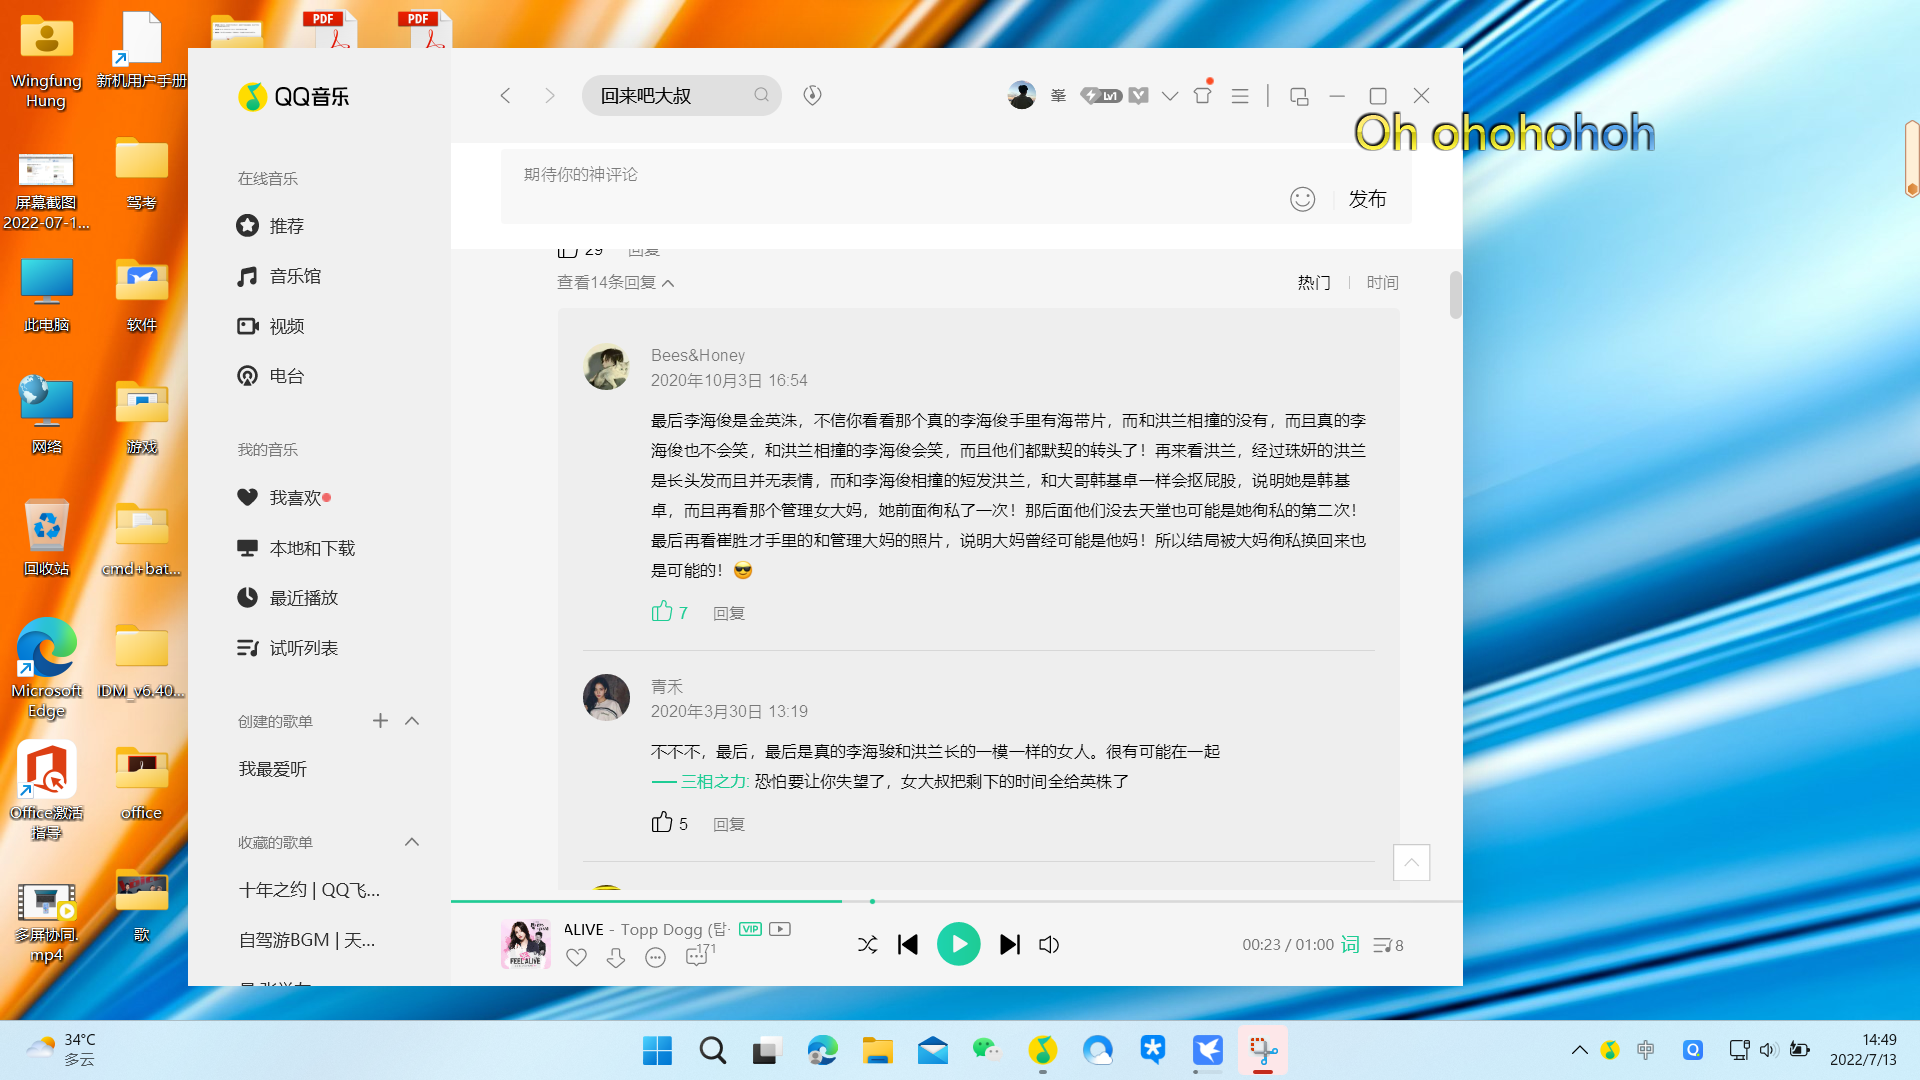 Wingfung
Hung
新机用户手册
PDF
PDF
屏幕截图
2022-07-1...
驾考
此电脑
软件
网络
游戏
回收站
cmd+bat...
Microsoft
Edge
IDM_v6.40...
Office激活
指导
office
多屏协同.
mp4
歌
QQ音乐
回来吧大叔
峯
Lv1
Oh ohohohoh
在线音乐
推荐
音乐馆
视频
电台
我的音乐
我喜欢
本地和下载
最近播放
试听列表
创建的歌单
我最爱听
收藏的歌单
十年之约 | QQ飞...
自驾游BGM | 天...
期待你的神评论
发布
29 回复
查看14条回复
热门 | 时间
Bees&Honey
2020年10月3日 16:54
最后李海俊是金英洙，不信你看看那个真的李海俊手里有海带片，而和洪兰相撞的没有，而且真的李
海俊也不会笑，和洪兰相撞的李海俊会笑，而且他们都默契的转头了！再来看洪兰，经过珠妍的洪兰
是长头发而且并无表情，而和李海俊相撞的短发洪兰，和大哥韩基卓一样会抠屁股，说明她是韩基
卓，而且再看那个管理女大妈，她前面徇私了一次！那后面他们没去天堂也可能是她徇私的第二次！
最后再看崔胜才手里的和管理大妈的照片，说明大妈曾经可能是他妈！所以结局被大妈徇私换回来也
是可能的！😎
7 回复
青禾
2020年3月30日 13:19
不不不，最后，最后是真的李海骏和洪兰长的一模一样的女人。很有可能在一起
—— 三相之力: 恐怕要让你失望了，女大叔把剩下的时间全给英株了
5 回复
FEEL ALIVE
ALIVE - Topp Dogg (탑·
VIP
171
00:23 / 01:00
词
8
34°C
多云
中
14:49
2022/7/13